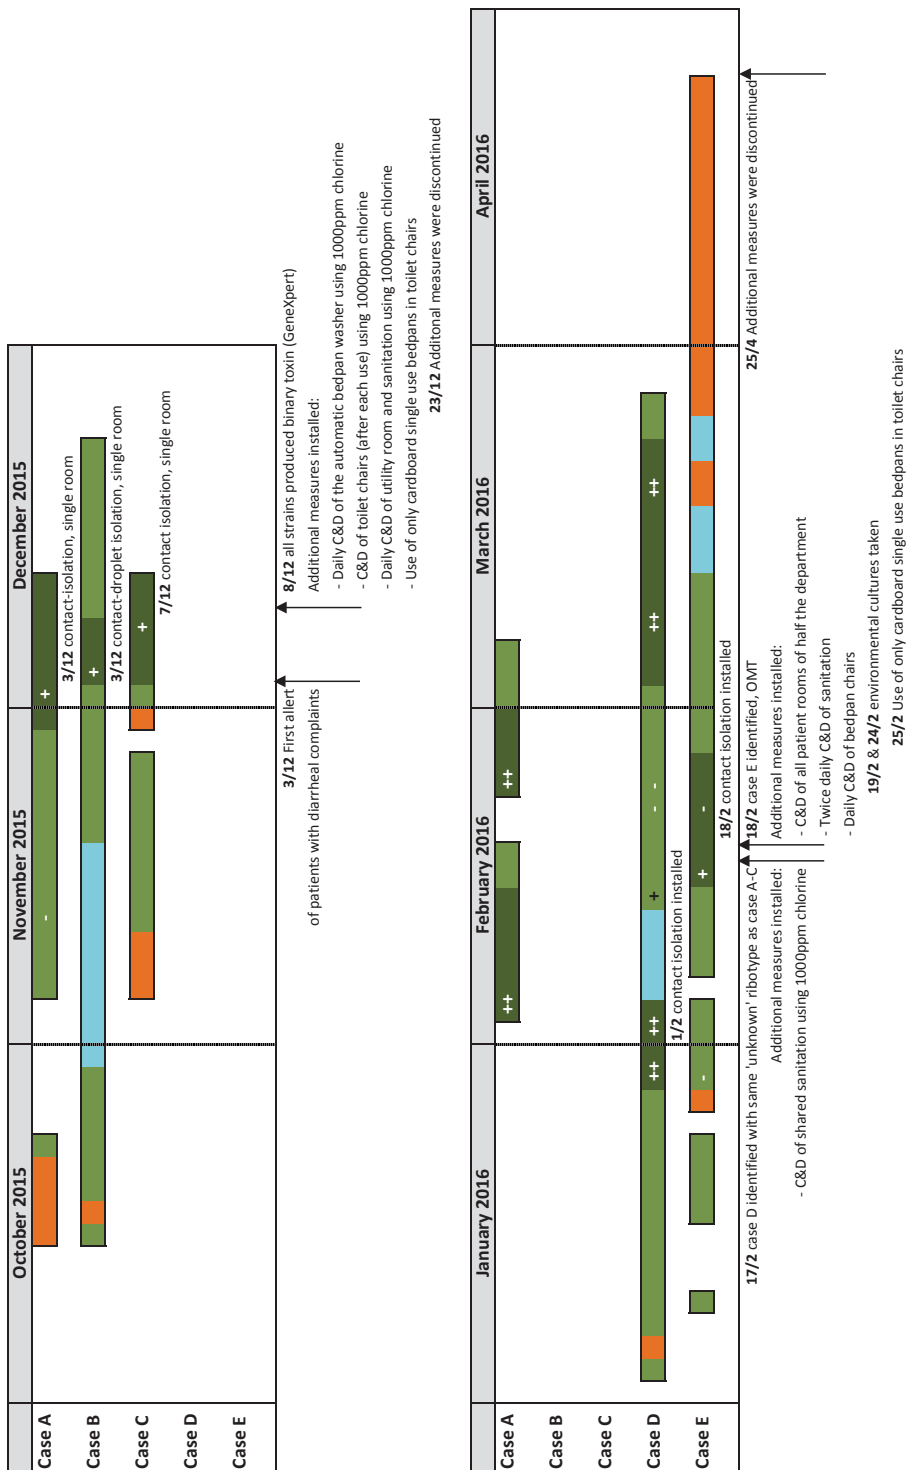 October 2015
November 2015
December 2015
Case A
-
+
3/12 contact-isolation, single room
Case B
+
3/12 contact-droplet isolation, single room
Case C
+
7/12 contact isolation, single room
Case D
Case E
3/12 First allert
of patients with diarrheal complaints
8/12 all strains produced binary toxin (GeneXpert)
Additional measures installed:
- Daily C&D of the automatic bedpan washer using 1000ppm chlorine
- C&D of toilet chairs (after each use) using 1000ppm chlorine
- Daily C&D of utility room and sanitation using 1000ppm chlorine
- Use of only cardboard single use bedpans in toilet chairs
23/12 Additonal measures were discontinued
January 2016
February 2016
March 2016
April 2016
Case A
++
++
Case B
Case C
Case D
++
++
+
-
-
++
++
1/2 contact isolation installed
Case E
-
+
-
18/2 contact isolation installed
17/2 case D identified with same 'unknown' ribotype as case A-C
Additional measures installed:
- C&D of shared sanitation using 1000ppm chlorine
18/2 case E identified, OMT
Additional measures installed:
- C&D of all patient rooms of half the department
- Twice daily C&D of sanitation
- Daily C&D of bedpan chairs
19/2 & 24/2 environmental cultures taken
25/2 Use of only cardboard single use bedpans in toilet chairs
25/4 Additional measures were discontinued